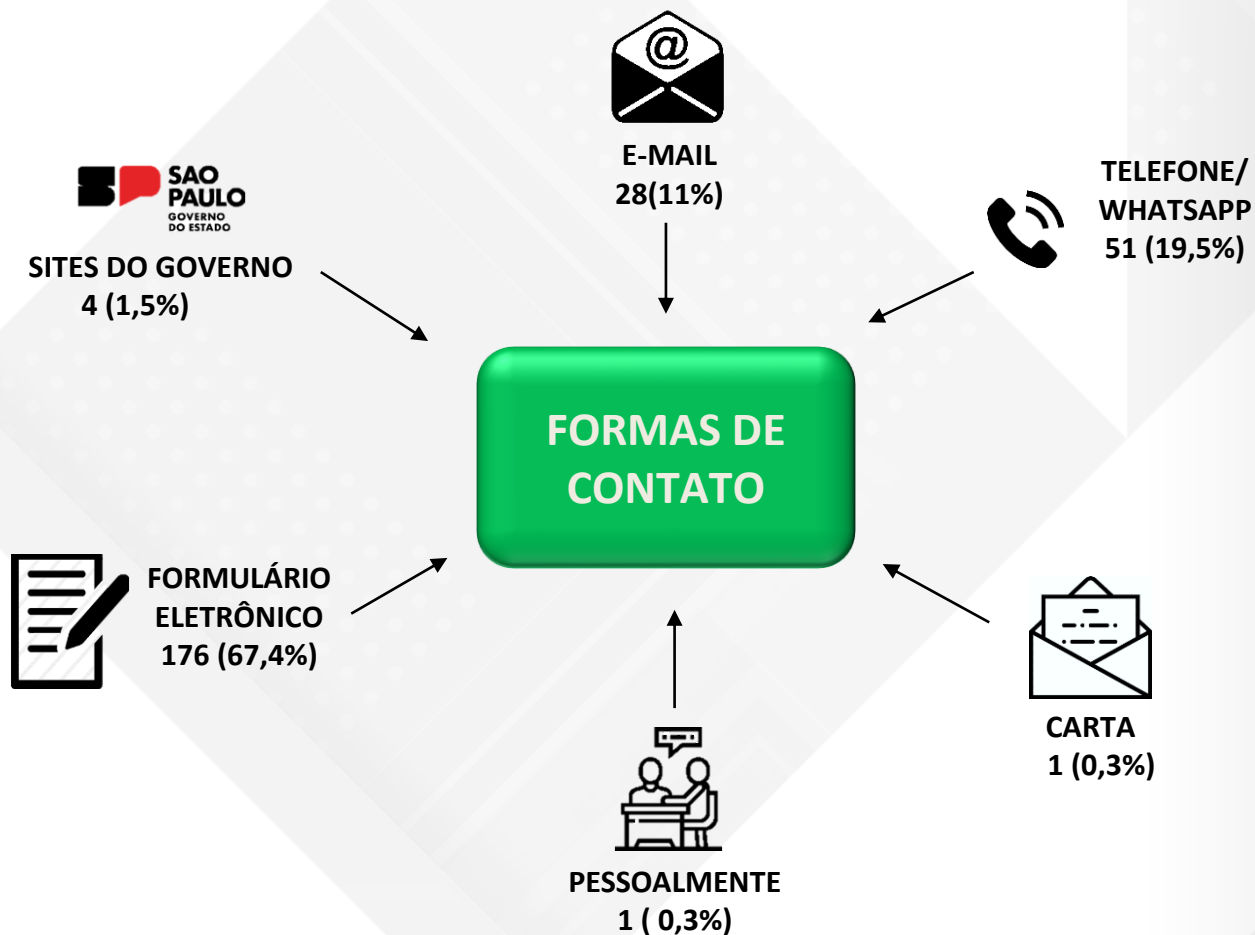 @
E-MAIL
28(11%)
SAO
PAULO
GOVERNO
DO ESTADO
SITES DO GOVERNO
4 (1,5%)
TELEFONE/
WHATSAPP
51 (19,5%)
FORMAS DE
CONTATO
FORMULÁRIO
ELETRÔNICO
176 (67,4%)
CARTA
1 (0,3%)
PESSOALMENTE
1 ( 0,3%)